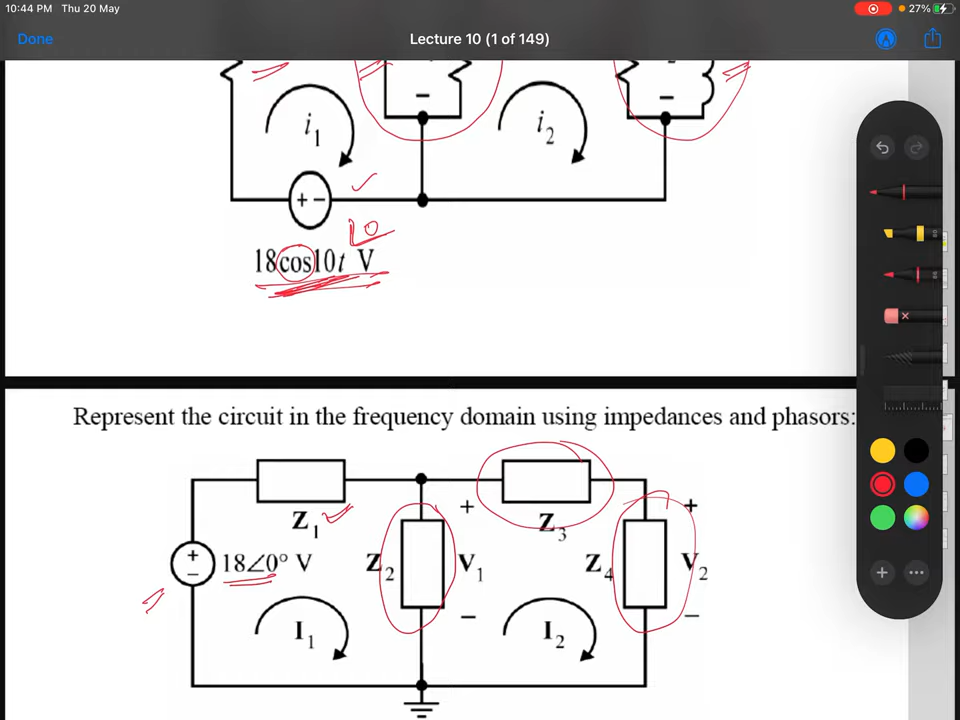 10:44 PM Thu 20 May
27%
Done
Lecture 10 (1 of 149)
i1
i2
+ −
0
18cos10t V
Represent the circuit in the frequency domain using impedances and phasors:
Z1
Z3
+
+
+
−
18∠0° V
Z2
V1
Z4
V2
−
−
I1
I2